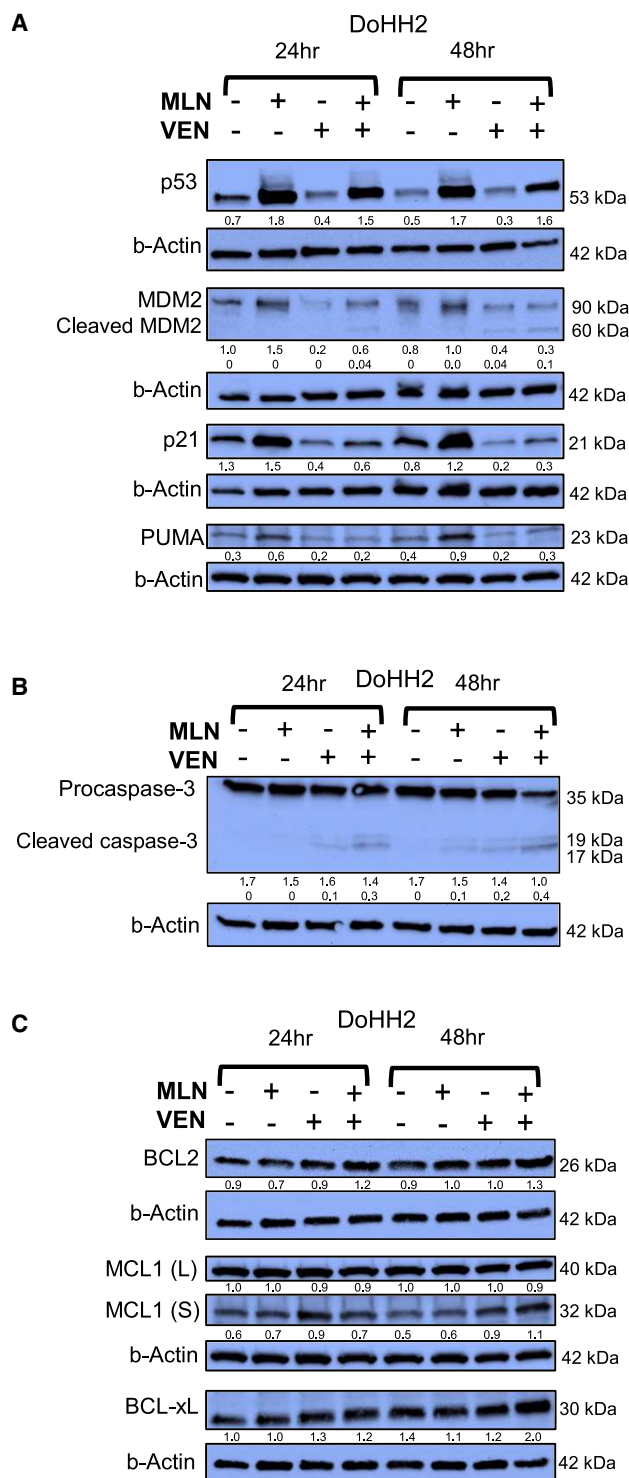 A
DoHH2
24hr 48hr
MLN - + - + - + - +
VEN - - + + - - + +
p53 53 kDa
0.7 1.8 0.4 1.5 0.5 1.7 0.3 1.6
b-Actin 42 kDa
MDM2 90 kDa
Cleaved MDM2 60 kDa
1.0 1.5 0.2 0.6 0.8 1.0 0.4 0.3
0 0 0 0.04 0 0.0 0.04 0.1
b-Actin 42 kDa
p21 21 kDa
1.3 1.5 0.4 0.6 0.8 1.2 0.2 0.3
b-Actin 42 kDa
PUMA 23 kDa
0.3 0.6 0.2 0.2 0.4 0.9 0.2 0.3
b-Actin 42 kDa
B
24hr DoHH2 48hr
MLN - + - + - + - +
VEN - - + + - - + +
Procaspase-3 35 kDa
Cleaved caspase-3 19 kDa
17 kDa
1.7 1.5 1.6 1.4 1.7 1.5 1.4 1.0
0 0 0.1 0.3 0 0.1 0.2 0.4
b-Actin 42 kDa
C
DoHH2
24hr 48hr
MLN - + - + - + - +
VEN - - + + - - + +
BCL2 26 kDa
0.9 0.7 0.9 1.2 0.9 1.0 1.0 1.3
b-Actin 42 kDa
MCL1 (L) 40 kDa
1.0 1.0 0.9 0.9 1.0 1.0 1.0 0.9
MCL1 (S) 32 kDa
0.6 0.7 0.9 0.7 0.5 0.6 0.9 1.1
b-Actin 42 kDa
BCL-xL 30 kDa
1.0 1.0 1.3 1.2 1.4 1.1 1.2 2.0
b-Actin 42 kDa